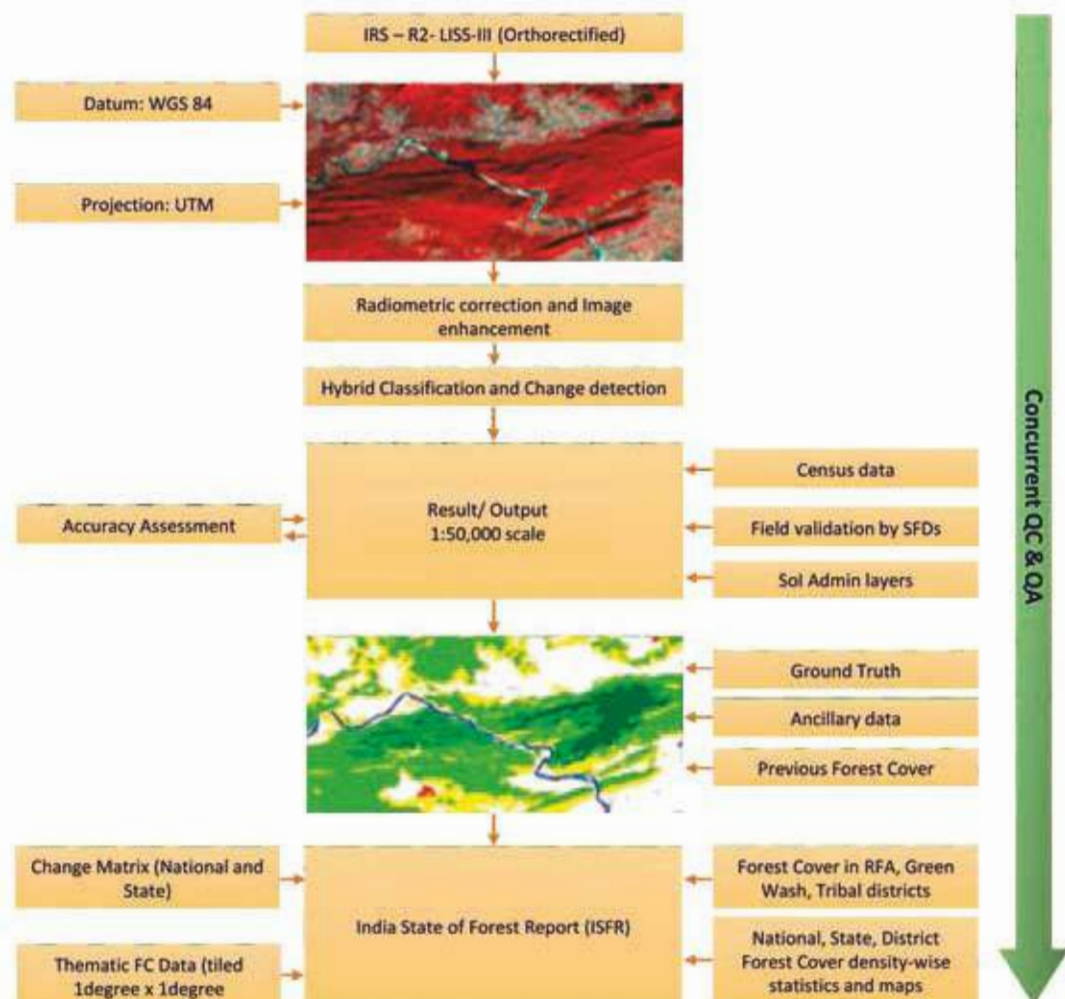 IRS – R2- LISS-III (Orthorectified)
Datum: WGS 84
Projection: UTM
Radiometric correction and Image
enhancement
Hybrid Classification and Change detection
Result/ Output
1:50,000 scale
Accuracy Assessment
Census data
Field validation by SFDs
SoI Admin layers
Ground Truth
Ancillary data
Previous Forest Cover
Change Matrix (National and
State)
Thematic FC Data (tiled
1degree x 1degree
India State of Forest Report (ISFR)
Forest Cover in RFA, Green
Wash, Tribal districts
National, State, District
Forest Cover density-wise
statistics and maps
Concurrent QC & QA